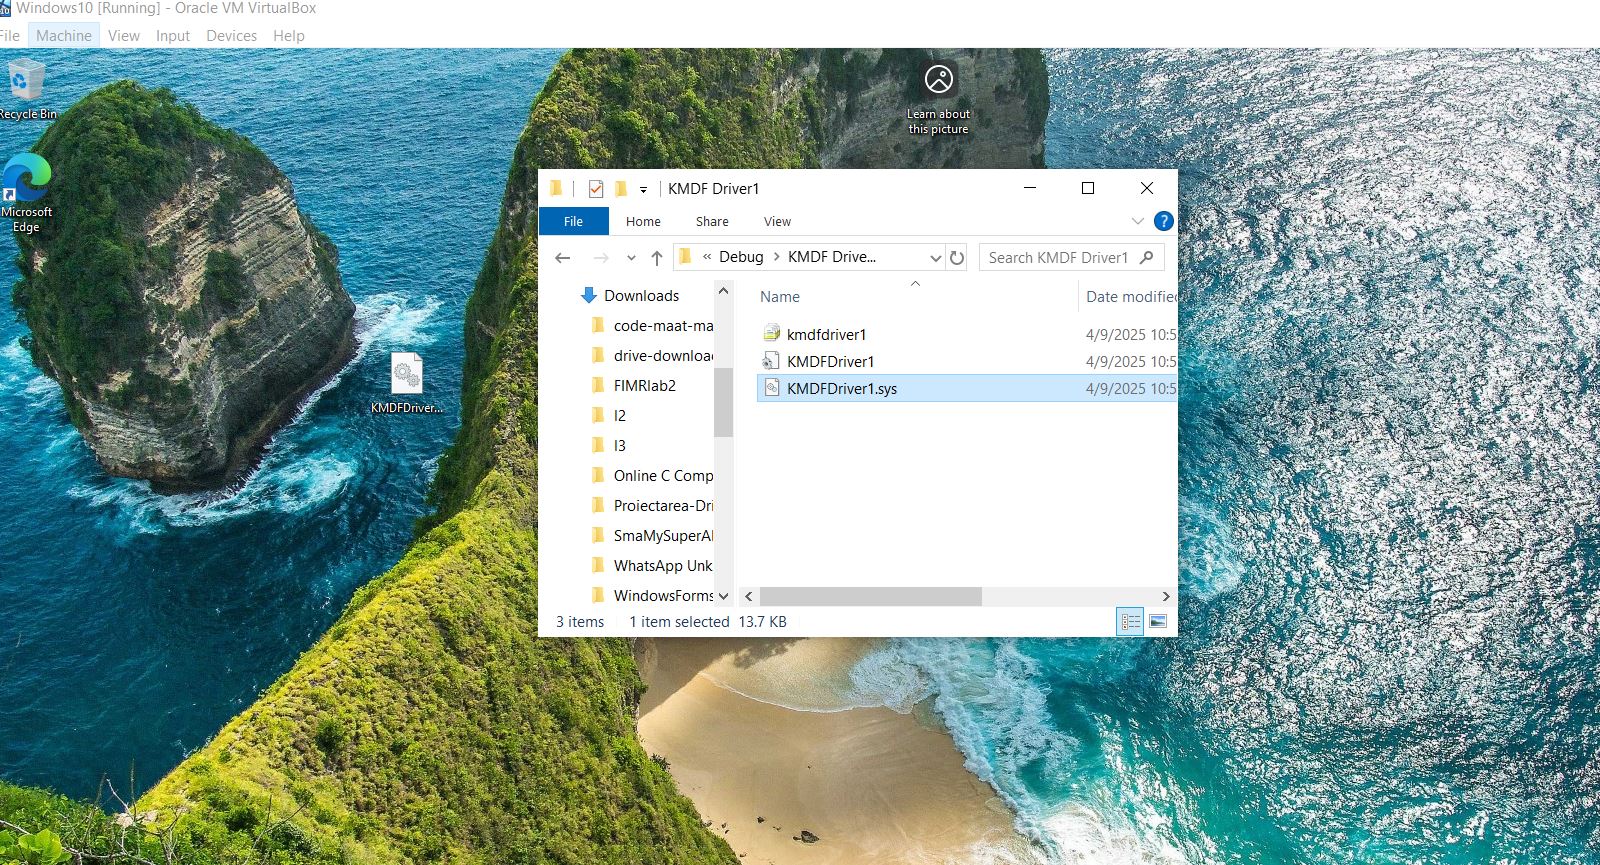 Windows10 [Running] - Oracle VM VirtualBox
File Machine View Input Devices Help
Recycle Bin
Microsoft
Edge
Learn about
this picture
KMDFDriver...
KMDF Driver1
File Home Share View
« Debug > KMDF Drive...
Search KMDF Driver1
Downloads
code-maat-ma
drive-downloa
FIMRlab2
I2
I3
Online C Comp
Proiectarea-Dri
SmaMySuperAl
WhatsApp Unk
WindowsForms
Name Date modified
kmdfdriver1 4/9/2025 10:5
KMDFDriver1 4/9/2025 10:5
KMDFDriver1.sys 4/9/2025 10:5
3 items 1 item selected 13.7 KB